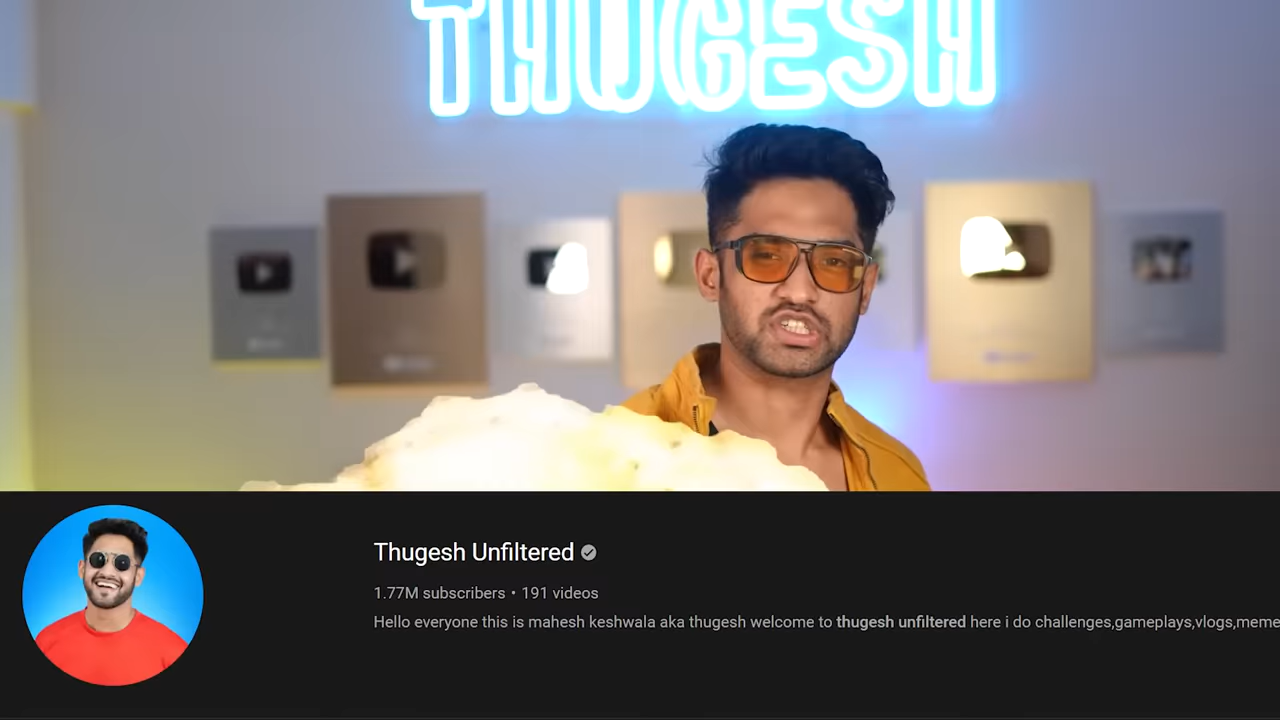 THUGESH
Thugesh Unfiltered
1.77M subscribers • 191 videos
Hello everyone this is mahesh keshwala aka thugesh welcome to thugesh unfiltered here i do challenges,gameplays,vlogs,meme